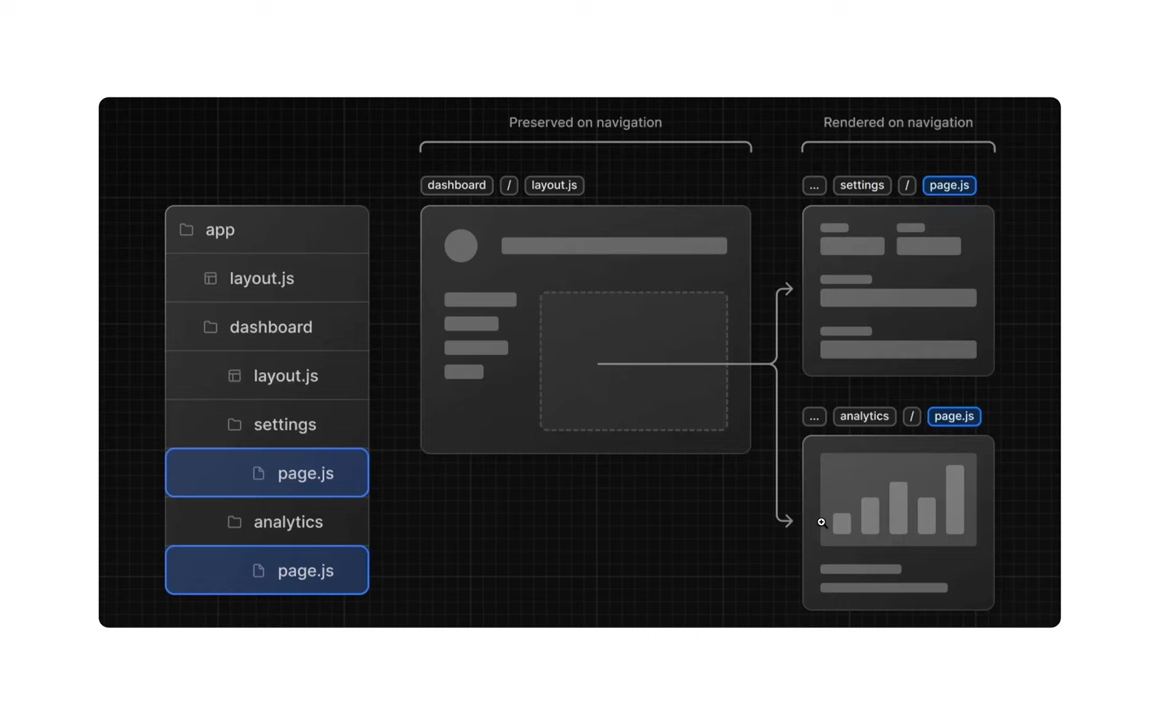 Preserved on navigation
Rendered on navigation
dashboard / layout.js
... settings / page.js
app
layout.js
dashboard
layout.js
settings
page.js
analytics
page.js
... analytics / page.js